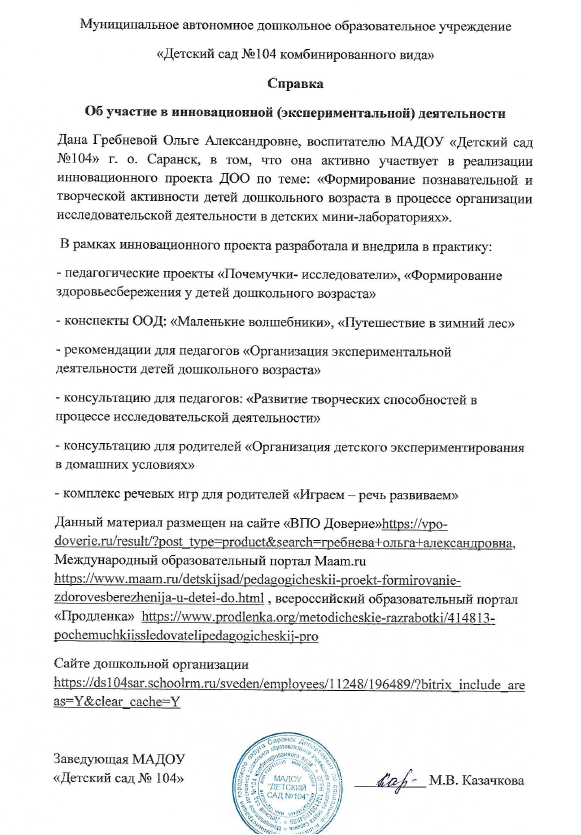 Муниципальное автономное дошкольное образовательное учреждение
«Детский сад №104 комбинированного вида»
Справка
Об участие в инновационной (экспериментальной) деятельности
Дана Гребневой Ольге Александровне, воспитателю МАДОУ «Детский сад
№104» г. о. Саранск, в том, что она активно участвует в реализации
инновационного проекта ДОО по теме: «Формирование познавательной и
творческой активности детей дошкольного возраста в процессе организации
исследовательской деятельности в детских мини-лабораториях».
В рамках инновационного проекта разработала и внедрила в практику:
- педагогические проекты «Почемучки- исследователи», «Формирование
здоровьесбережения у детей дошкольного возраста»
- конспекты ООД: «Маленькие волшебники», «Путешествие в зимний лес»
- рекомендации для педагогов «Организация экспериментальной
деятельности детей дошкольного возраста»
- консультацию для педагогов: «Развитие творческих способностей в
процессе исследовательской деятельности»
- консультацию для родителей «Организация детского экспериментирования
в домашних условиях»
- комплекс речевых игр для родителей «Играем – речь развиваем»
Данный материал размещен на сайте «ВПО Доверие»https://vpo-
doverie.ru/result/?post_type=product&search=гребнева+ольга+александровна,
Международный образовательный портал Maam.ru
https://www.maam.ru/detskijsad/pedagogicheskii-proekt-formirovanie-
zdorovesberezhenija-u-detei-do.html , всероссийский образовательный портал
«Продленка» https://www.prodlenka.org/metodicheskie-razrabotki/414813-
pochemuchkiissledovatelipedagogicheskij-pro
Сайте дошкольной организации
https://ds104sar.schoolrm.ru/sveden/employees/11248/196489/?bitrix_include_are
as=Y&clear_cache=Y
Заведующая МАДОУ
«Детский сад № 104»
М.В. Казачкова
МАДОУ
"ДЕТСКИЙ
САД №104"